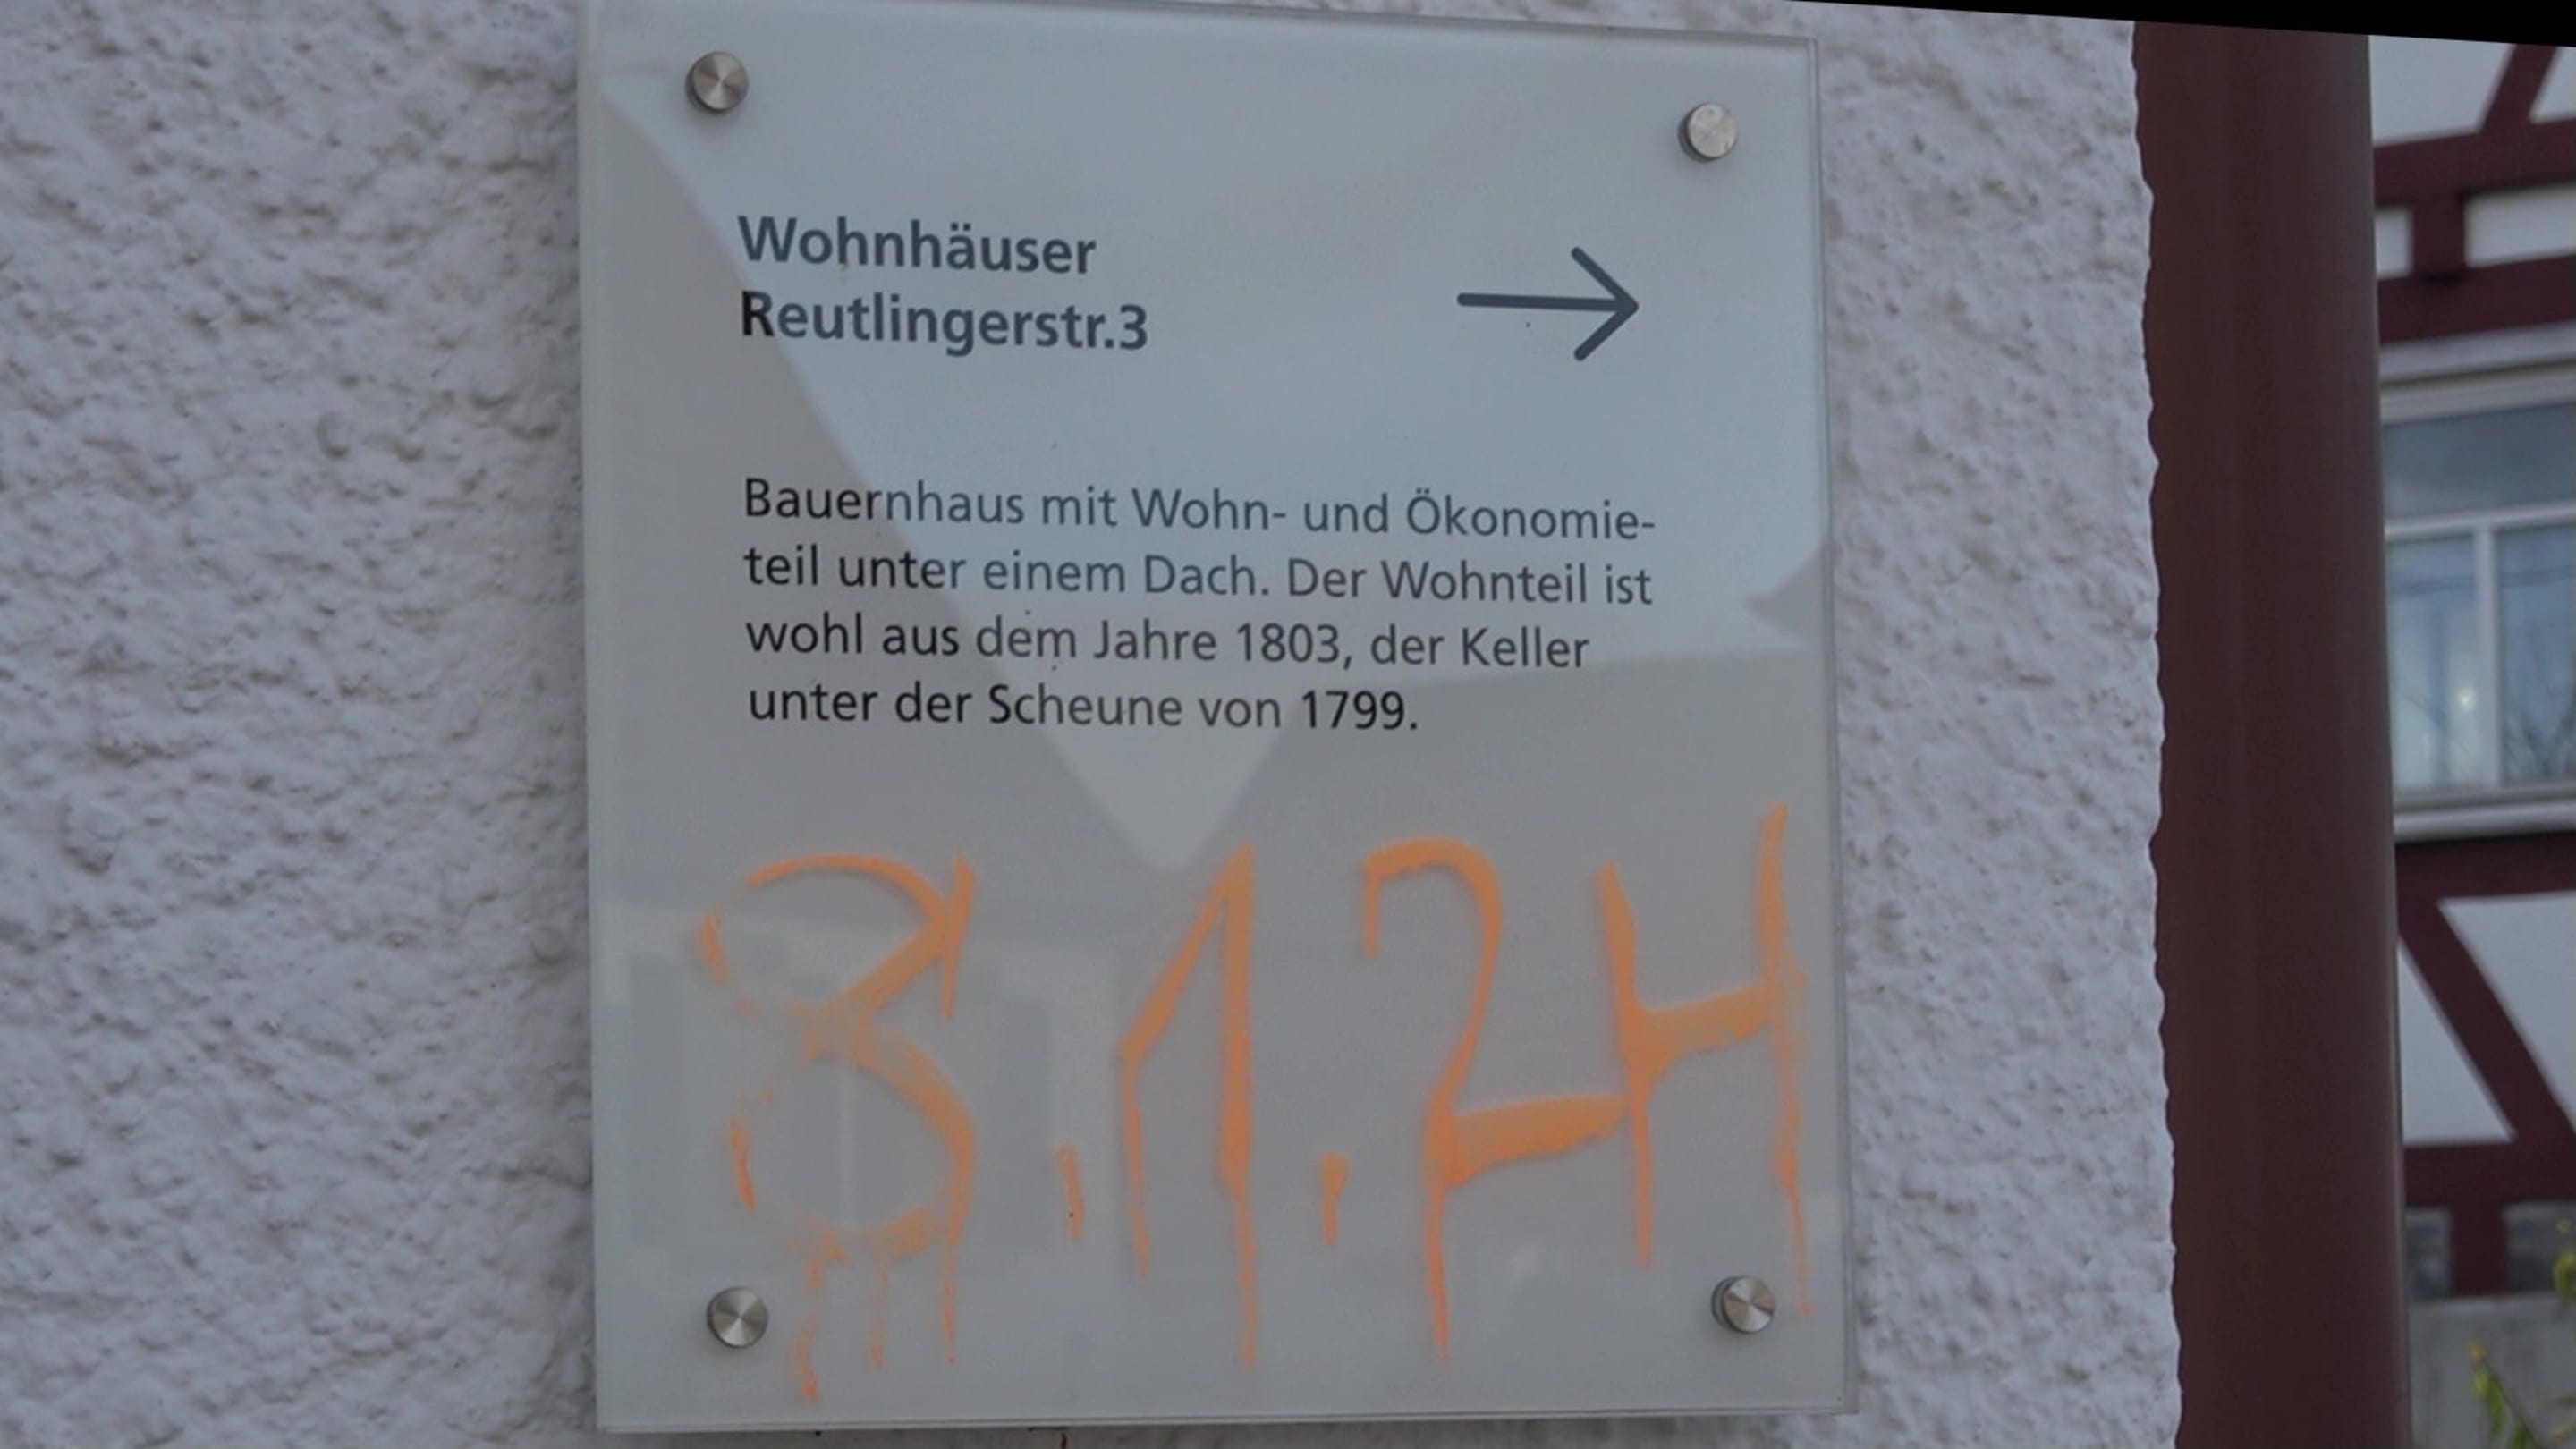 Wohnhäuser
Reutlingerstr.3
Bauernhaus mit Wohn- und Ökonomie-
teil unter einem Dach. Der Wohnteil ist
wohl aus dem Jahre 1803, der Keller
unter der Scheune von 1799.
8.1.24